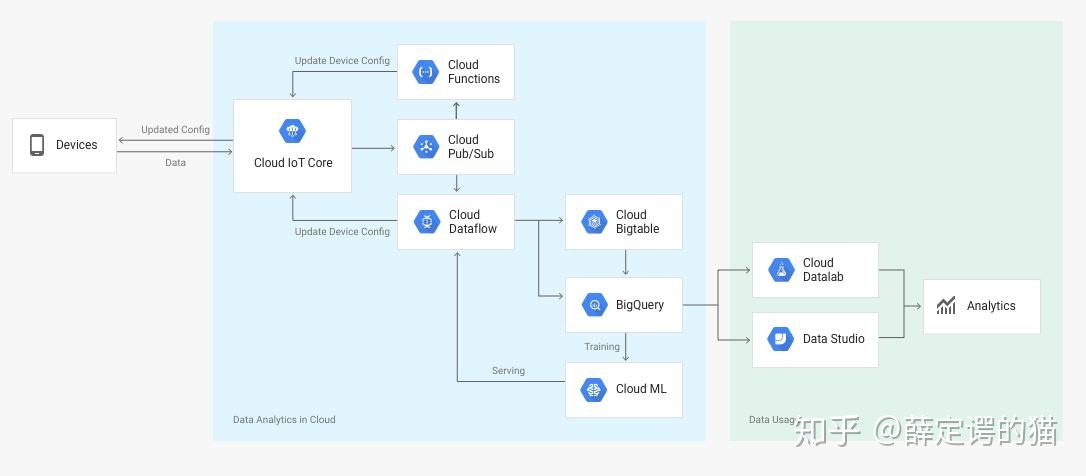 Update Device Config
Cloud
Functions
Updated Config
Devices
Data
Cloud IoT Core
Cloud
Pub/Sub
Cloud
Dataflow
Update Device Config
Cloud
Bigtable
BigQuery
Training
Serving
Cloud ML
Data Analytics in Cloud
Cloud
Datalab
Data Studio
Analytics
Data Usage
知乎 @薛定谔的猫